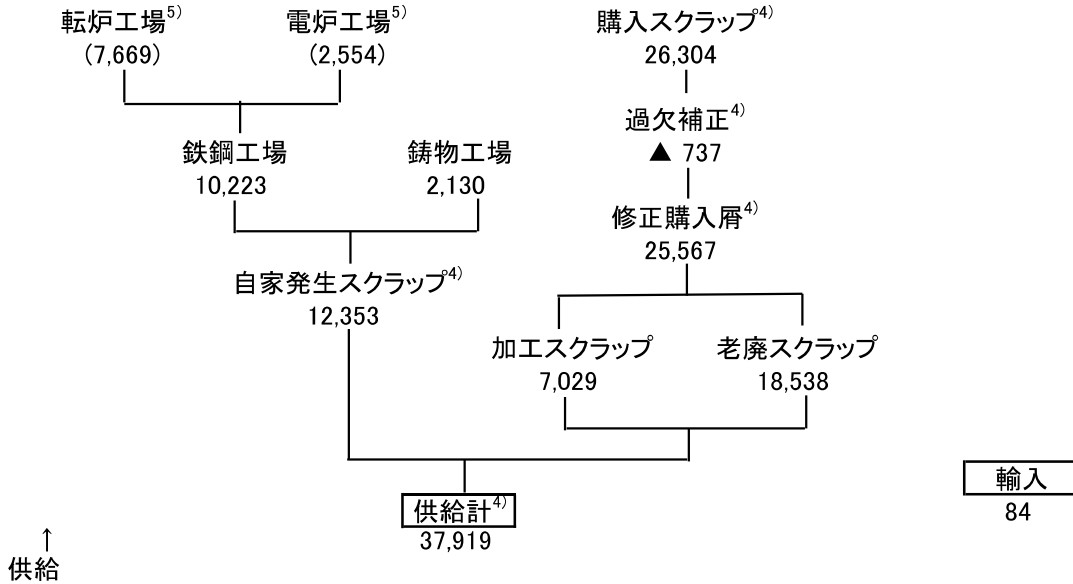 転炉工場5) 電炉工場5) 購入スクラップ4)
(7,669) (2,554) 26,304
過欠補正4)
▲ 737
鉄鋼工場 鋳物工場
10,223 2,130
修正購入屑4)
25,567
自家発生スクラップ4)
12,353
加工スクラップ 老廃スクラップ
7,029 18,538
輸入
84
供給計4)
37,919
↑
供給